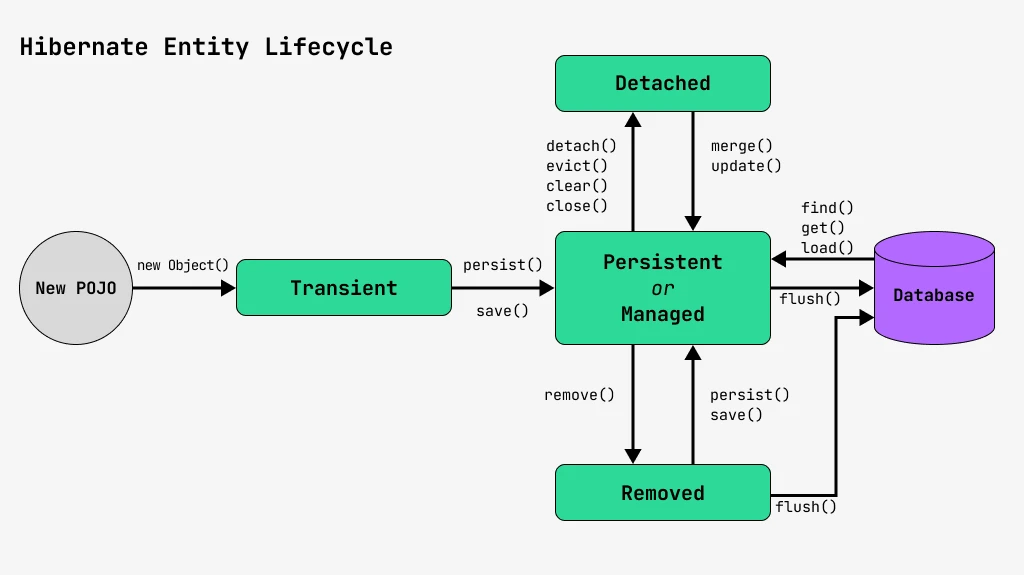 Hibernate Entity Lifecycle
Detached
detach()
evict()
clear()
close()
merge()
update()
find()
get()
load()
New POJO
new Object()
Transient
persist()
save()
Persistent
or
Managed
flush()
Database
remove()
persist()
save()
Removed
flush()